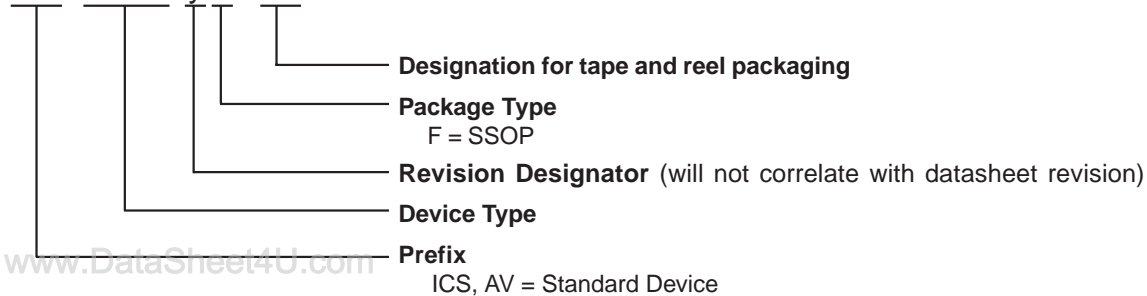 Designation for tape and reel packaging
Package Type
F = SSOP
Revision Designator (will not correlate with datasheet revision)
Device Type
Prefix
www.DataSheet4U.com
ICS, AV = Standard Device